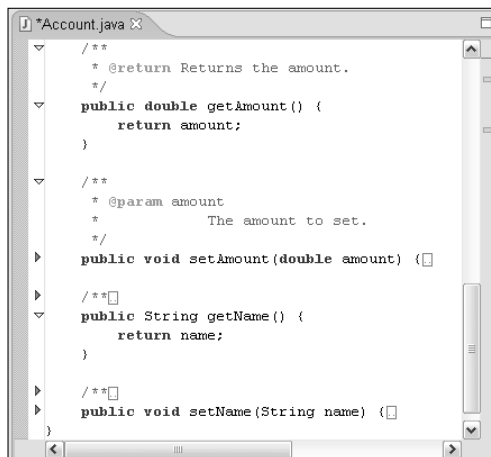 *Account.java
/**
* @return Returns the amount.
*/
public double getAmount() {
return amount;
}
/**
* @param amount
* The amount to set.
*/
public void setAmount(double amount) {
/**
public String getName() {
return name;
}
/**
public void setName(String name) {
}